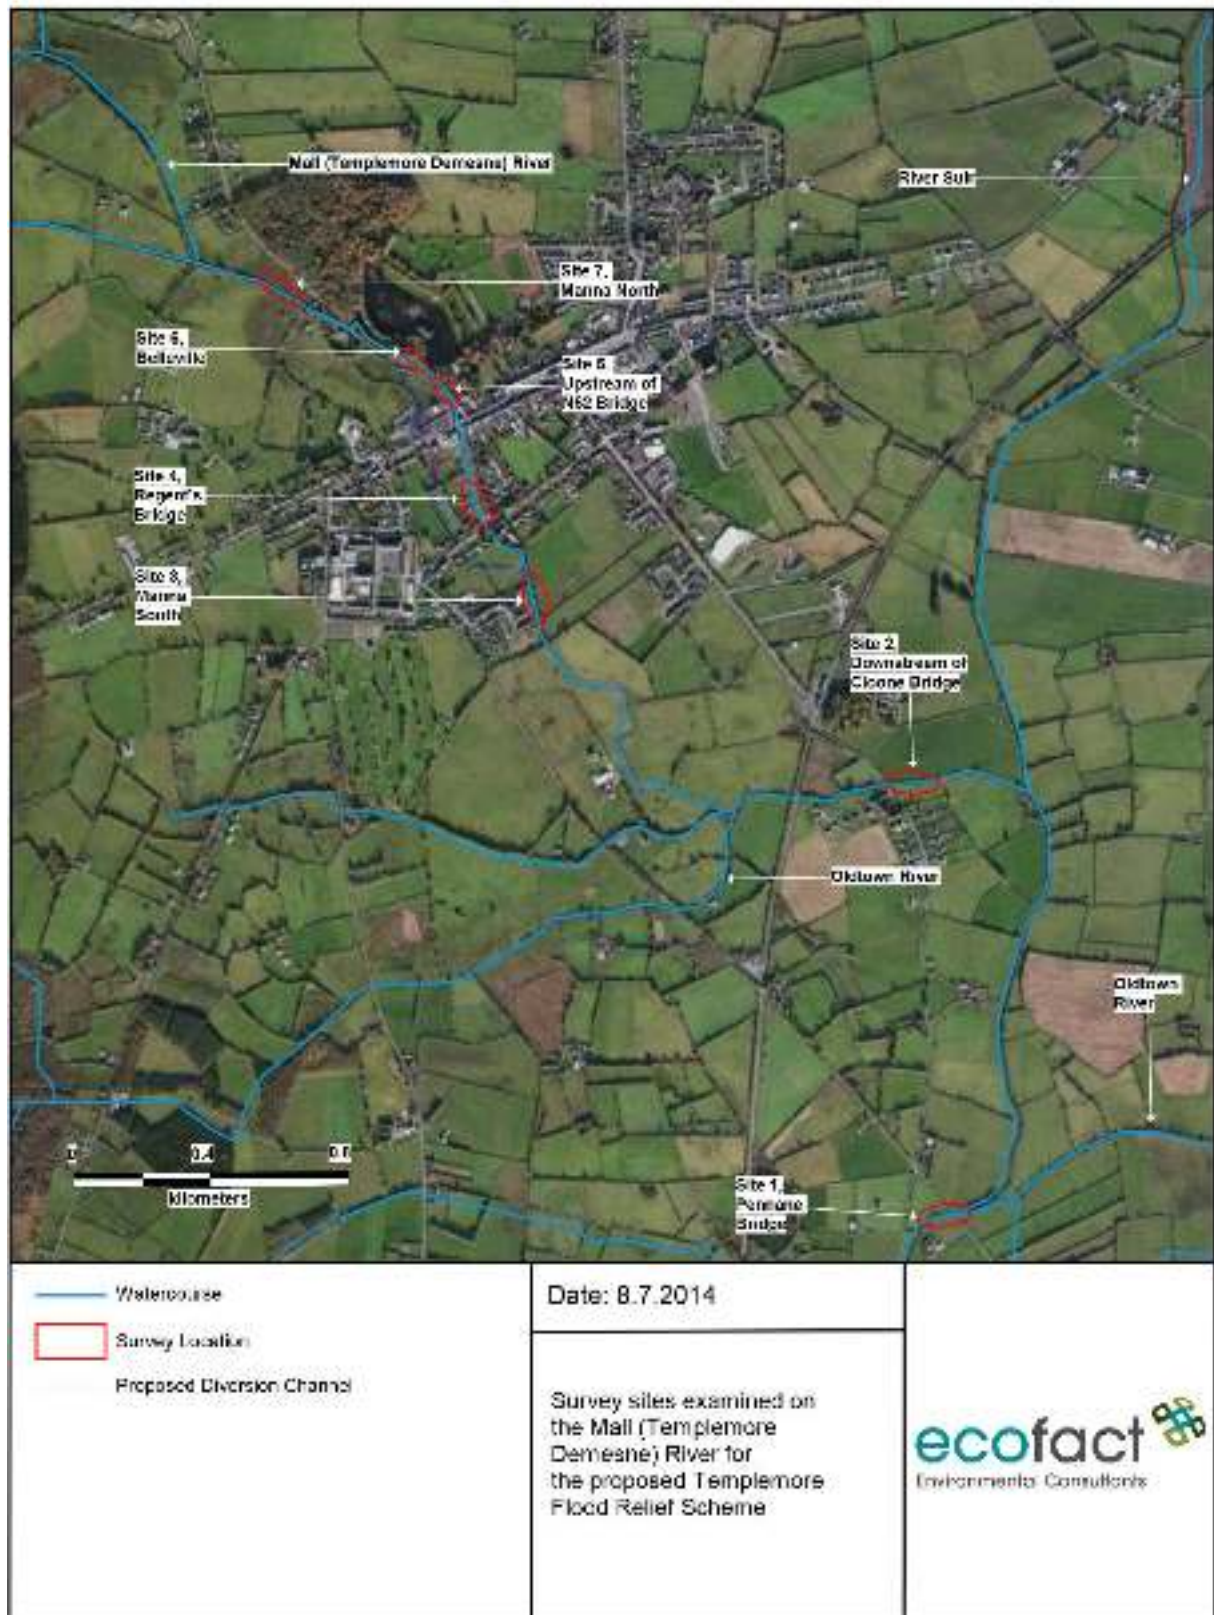 Mall (Templemore Demesne) River
River Suir
Site 7,
Manna North
Site 6,
Belleville
Site 5
Upstream of
N62 Bridge
Site 4,
Regent's
Bridge
Site 3,
Manna
South
Site 2,
Downstream of
Cloone Bridge
Oldtown River
Oldtown
River
Site 1,
Pennane
Bridge
0 0.4 0.8
kilometers
Watercourse
Survey Location
Proposed Diversion Channel
Date: 8.7.2014
Survey sites examined on
the Mall (Templemore
Demesne) River for
the proposed Templemore
Flood Relief Scheme
ecofact
Environmental Consultants